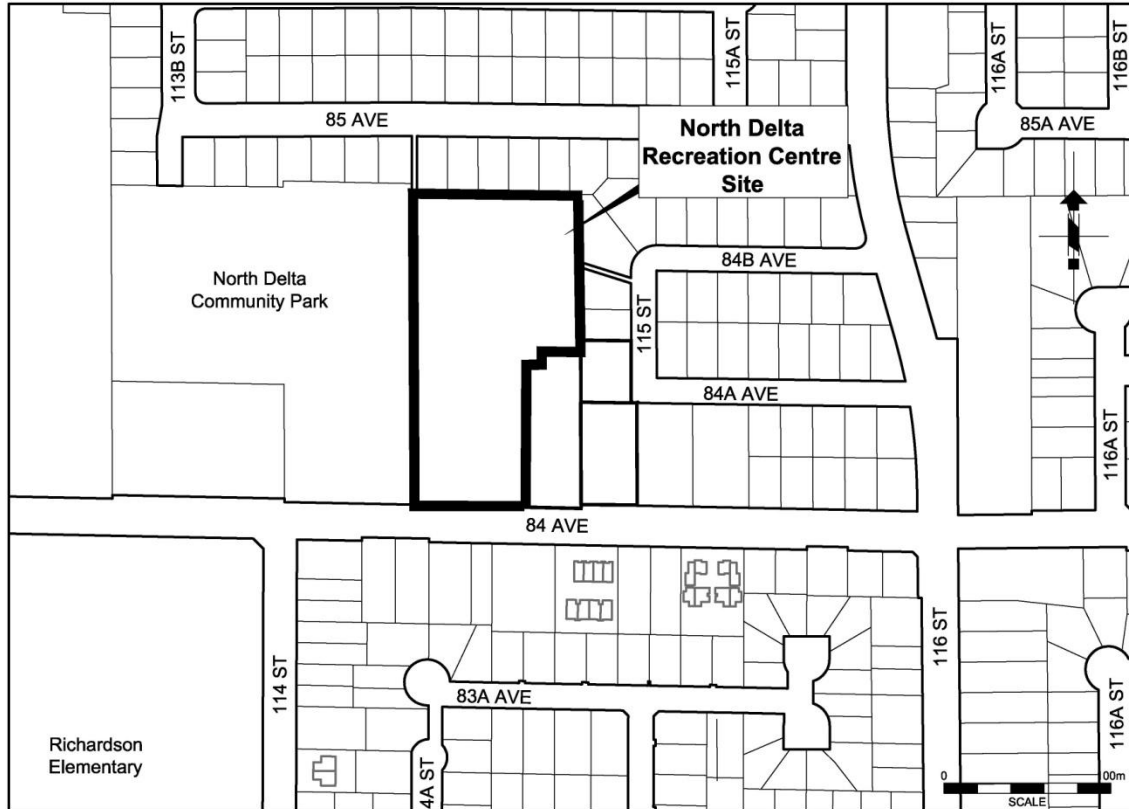 113B ST
115A ST
116A ST
116B ST
85 AVE
85A AVE
North Delta
Recreation Centre
Site
North Delta
Community Park
84B AVE
115 ST
84A AVE
116A ST
84 AVE
114 ST
116 ST
83A AVE
4A ST
116A ST
Richardson
Elementary
0
00m
SCALE